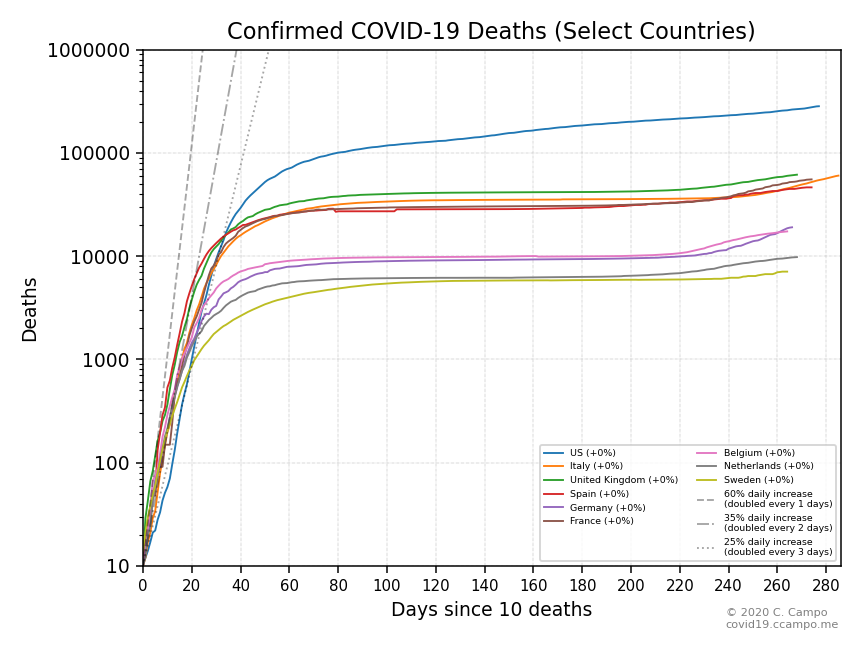 Confirmed COVID-19 Deaths (Select Countries)
1000000
100000
10000
1000
100
10
Deaths
0 20 40 60 80 100 120 140 160 180 200 220 240 260 280
Days since 10 deaths
US (+0%)
Italy (+0%)
United Kingdom (+0%)
Spain (+0%)
Germany (+0%)
France (+0%)
Belgium (+0%)
Netherlands (+0%)
Sweden (+0%)
60% daily increase
(doubled every 1 days)
35% daily increase
(doubled every 2 days)
25% daily increase
(doubled every 3 days)
© 2020 C. Campo
covid19.ccampo.me